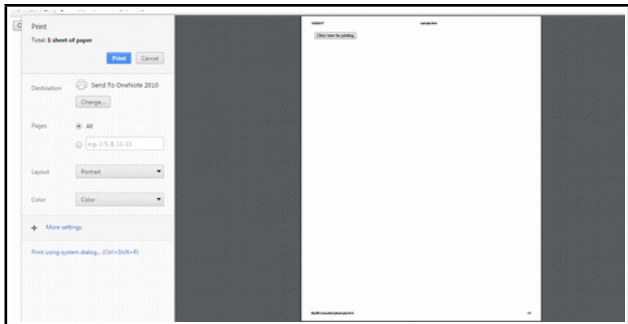 Print
Total: 1 sheet of paper
Print Cancel
Destination Send To OneNote 2010
Change...
Pages All
e.g. 1-5, 8, 11-13
Layout Portrait
Color Color
+ More settings
Print using system dialog... (Ctrl+Shift+P)
Click here for printing